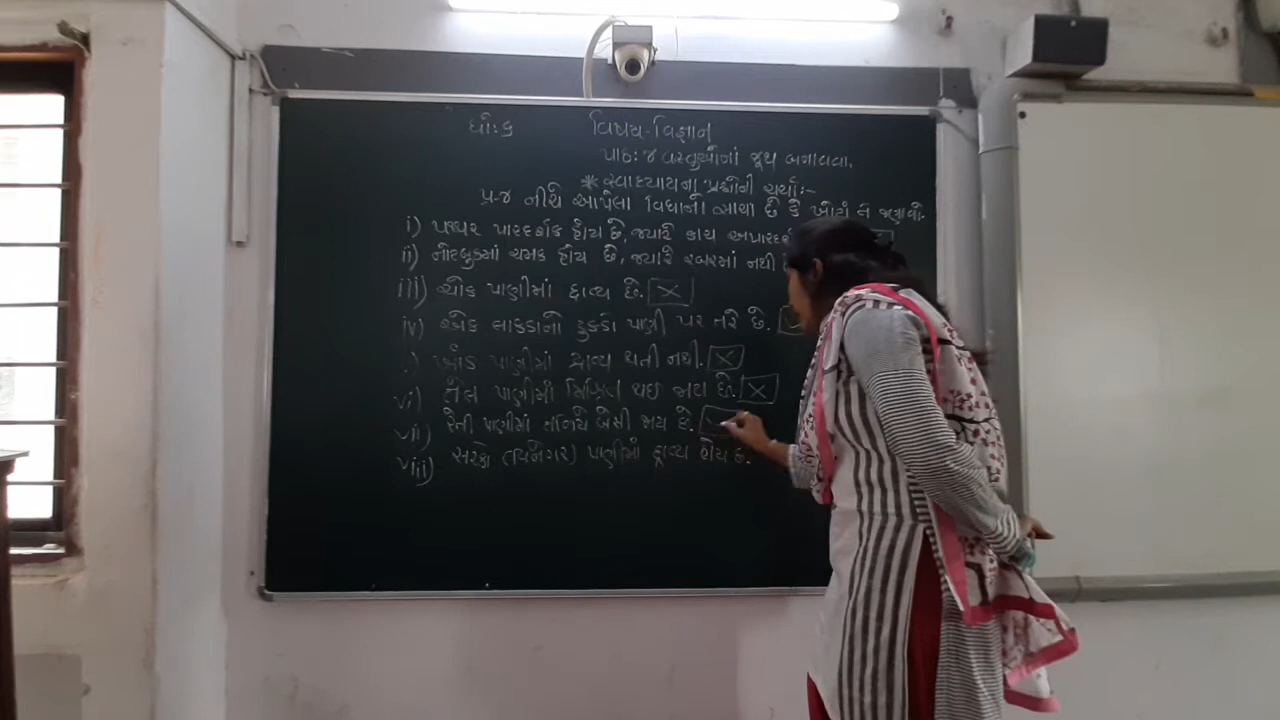 ધો:૬ વિષય-વિજ્ઞાન
પાઠ:૪ વસ્તુઓનાં જૂથ બનાવવા.
* સ્વાધ્યાયના પ્રશ્નોની ચર્ચા:-
પ્ર-૪ નીચે આપેલા વિધાનો સાચા છે કે ખોટાં તે જણાવો.
i) પથ્થર પારદર્શક હોય છે, જ્યારે કાચ અપારદર્શક
ii) નોટબુકમાં ચમક હોય છે, જ્યારે રબરમાં નથી
iii) ચોક પાણીમાં દ્રાવ્ય છે. X
iv) એક લાકડાનો ટુકડો પાણી પર તરે છે.
) ખાંડ પાણીમાં દ્રાવ્ય થતી નથી. X
vi) તેલ પાણીમાં મિશ્રિત થઇ જાય છે. X
vii) રેતી પાણીમાં તળિયે બેસી જાય છે.
viii) સરકો (વિનેગર) પાણીમાં દ્રાવ્ય હોય છે.